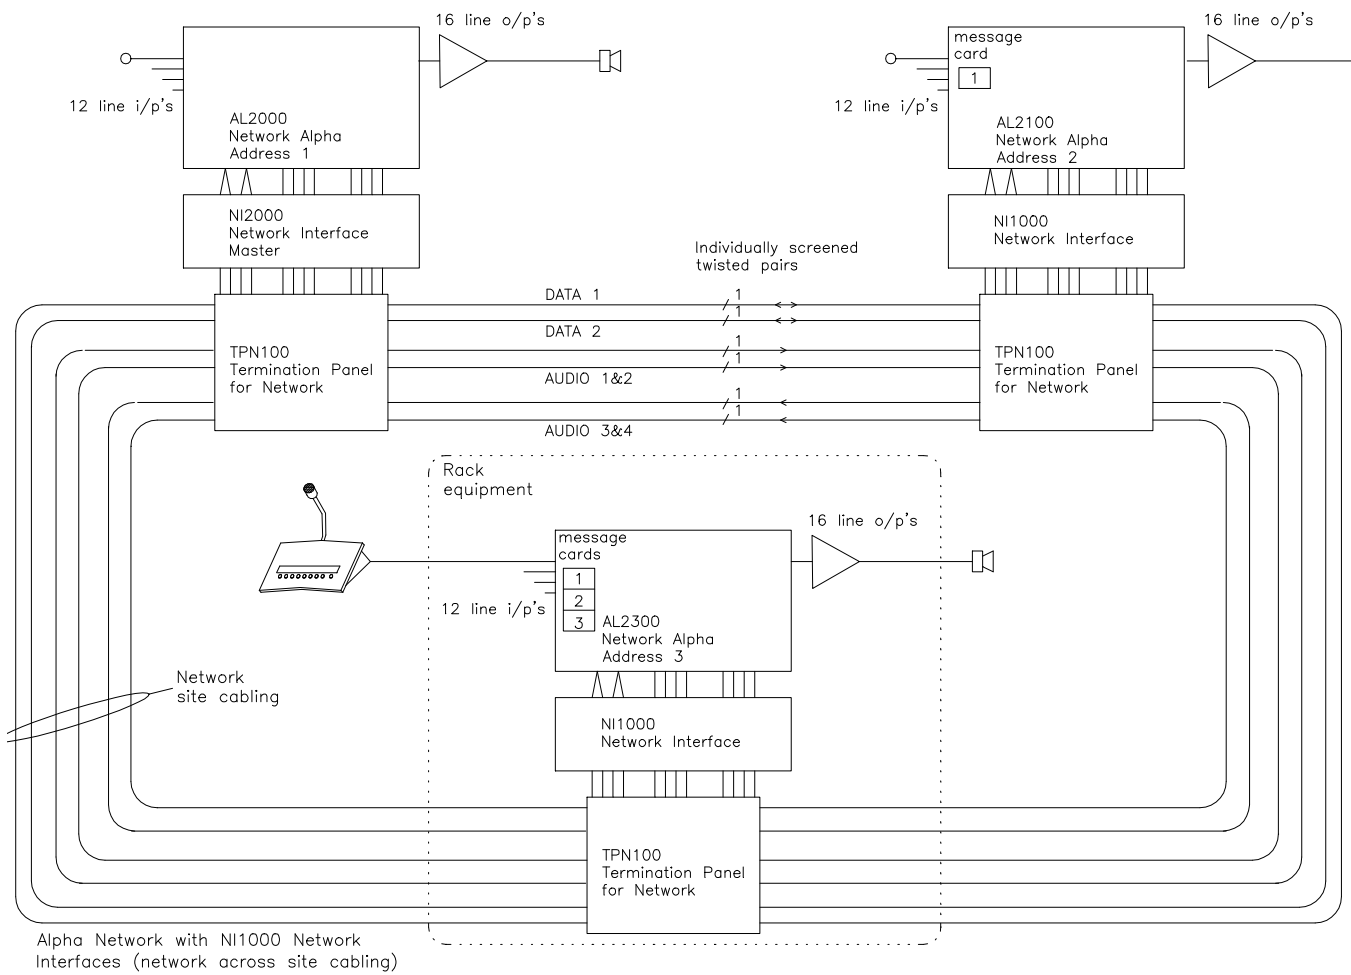 16 line o/p's
12 line i/p's
AL2000
Network Alpha
Address 1
NI2000
Network Interface
Master
TPN100
Termination Panel
for Network
16 line o/p's
message
card
1
12 line i/p's
AL2100
Network Alpha
Address 2
NI1000
Network Interface
TPN100
Termination Panel
for Network
Individually screened
twisted pairs
DATA 1
1
1
DATA 2
1
1
AUDIO 1&2
1
1
AUDIO 3&4
Rack
equipment
16 line o/p's
message
cards
1
2
3
12 line i/p's
AL2300
Network Alpha
Address 3
NI1000
Network Interface
TPN100
Termination Panel
for Network
Network
site cabling
Alpha Network with NI1000 Network
Interfaces (network across site cabling)